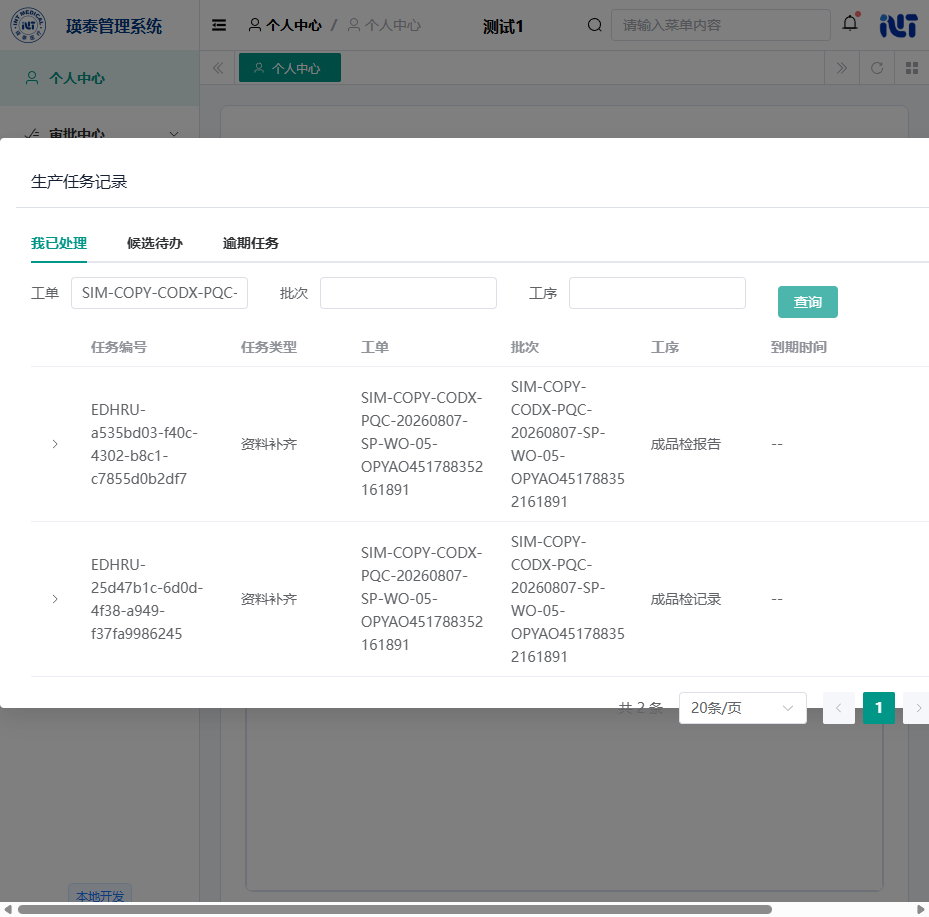 瑛泰管理系统
个人中心 / 个人中心
测试1
请输入菜单内容
个人中心
个人中心
审批中心
生产任务记录
我已处理 候选待办 逾期任务
工单 SIM-COPY-CODX-PQC- 批次 工序 查询
任务编号 任务类型 工单 批次 工序 到期时间
EDHRU-
a535bd03-f40c-
4302-b8c1-
c7855d0b2df7
资料补齐
SIM-COPY-CODX-
PQC-20260807-
SP-WO-05-
OPYAO451788352
161891
SIM-COPY-
CODX-PQC-
20260807-SP-
WO-05-
OPYAO45178835
2161891
成品检报告
--
EDHRU-
25d47b1c-6d0d-
4f38-a949-
f37fa9986245
资料补齐
SIM-COPY-CODX-
PQC-20260807-
SP-WO-05-
OPYAO451788352
161891
SIM-COPY-
CODX-PQC-
20260807-SP-
WO-05-
OPYAO45178835
2161891
成品检记录
--
共 2 条 20条/页 1
本地开发